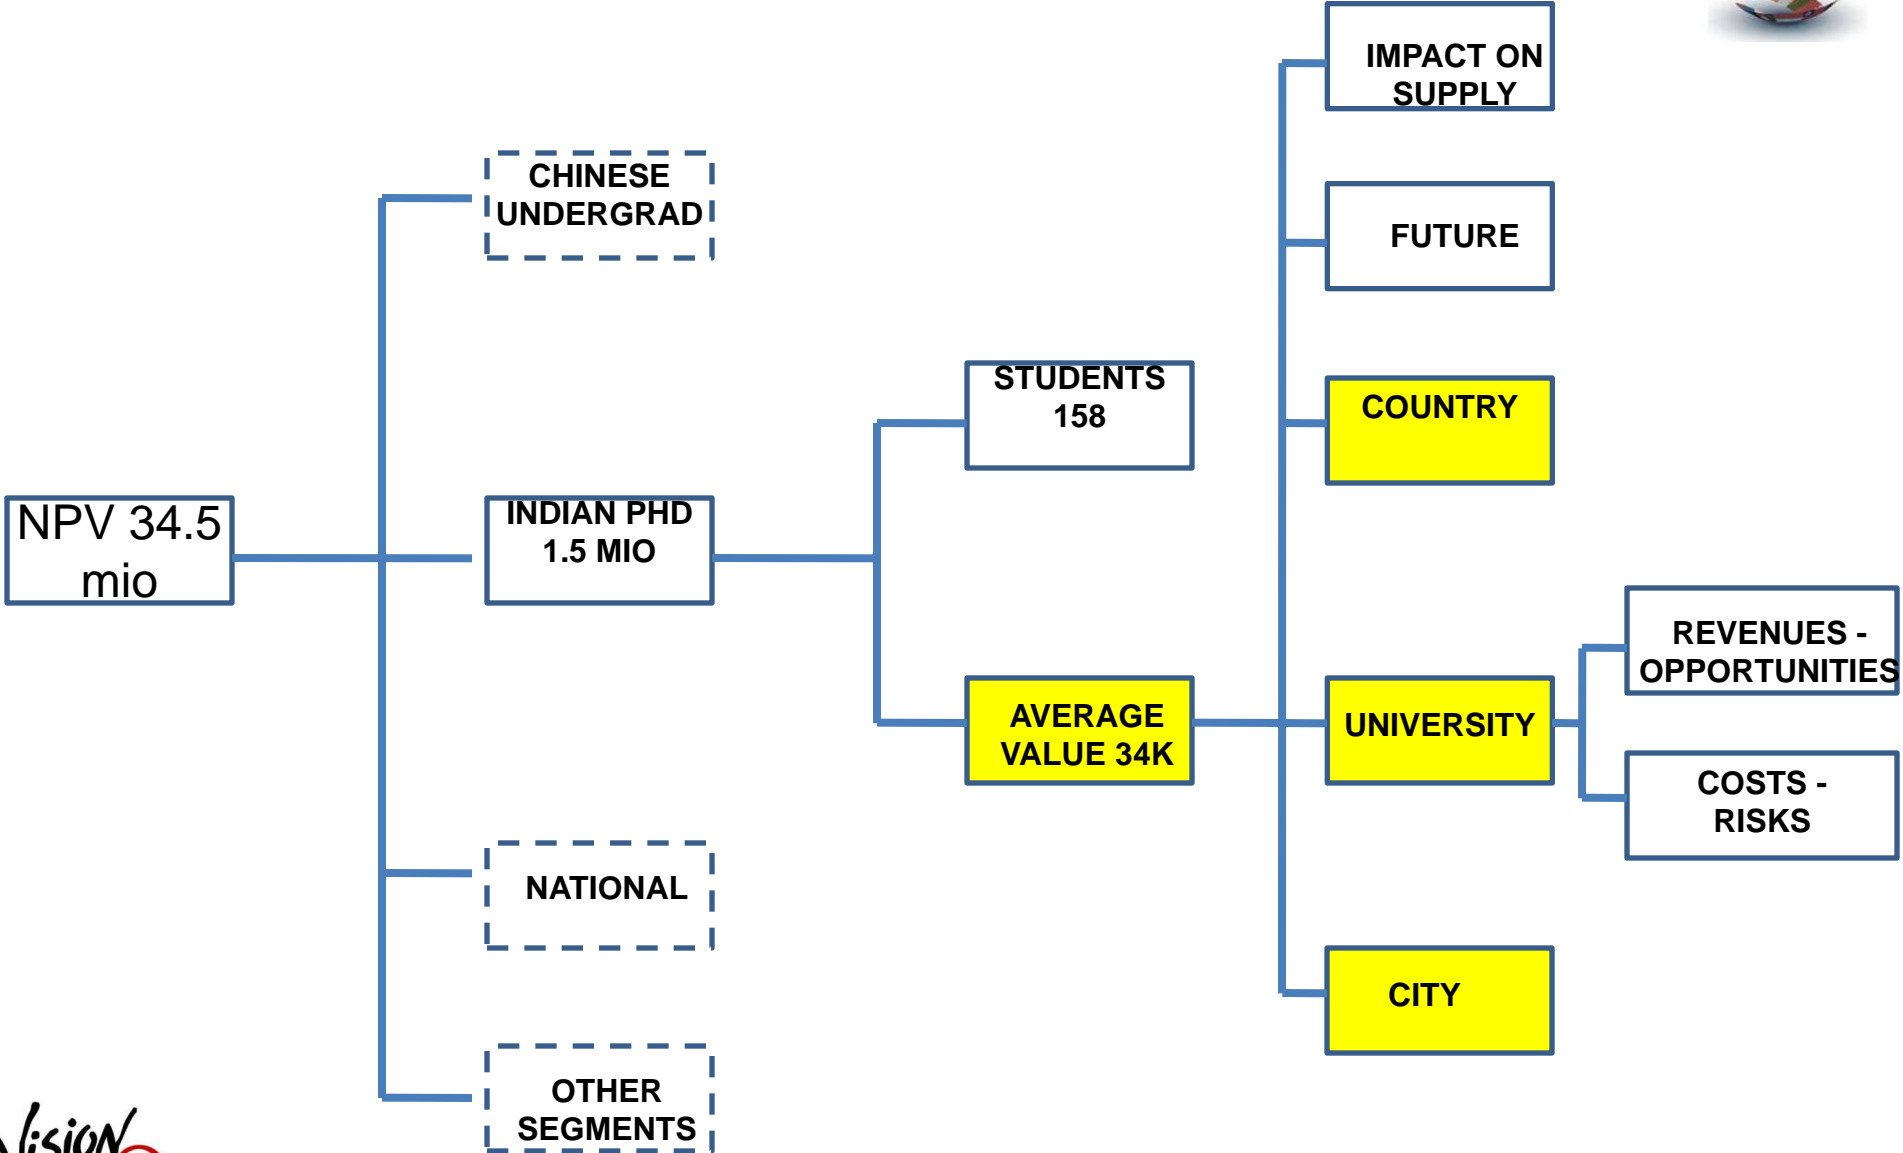 NPV 34.5
mio
CHINESE
UNDERGRAD
INDIAN PHD
1.5 MIO
NATIONAL
OTHER
SEGMENTS
STUDENTS
158
AVERAGE
VALUE 34K
IMPACT ON
SUPPLY
FUTURE
COUNTRY
UNIVERSITY
CITY
REVENUES -
OPPORTUNITIES
COSTS -
RISKS
Vision